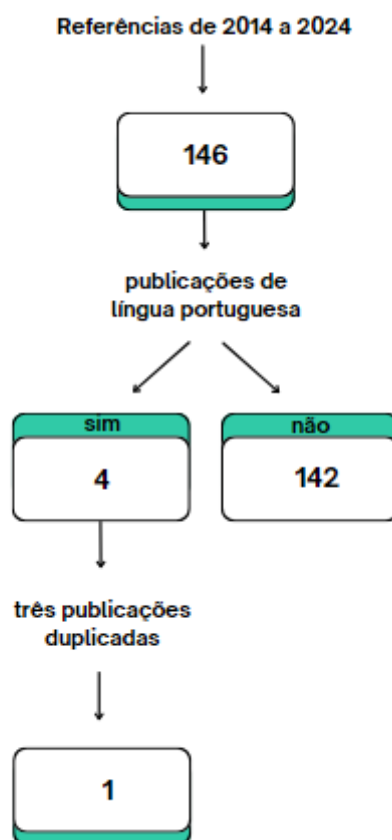 Referências de 2014 a 2024
146
publicações de
língua portuguesa
sim
não
4
142
três publicações
duplicadas
1